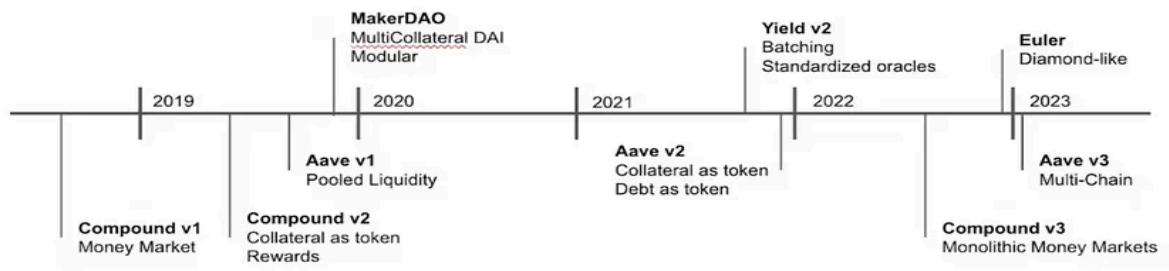 MakerDAO
MultiCollateral DAI
Modular
Yield v2
Batching
Standardized oracles
Euler
Diamond-like
2019
2020
2021
2022
2023
Aave v1
Pooled Liquidity
Aave v2
Collateral as token
Debt as token
Aave v3
Multi-Chain
Compound v1
Money Market
Compound v2
Collateral as token
Rewards
Compound v3
Monolithic Money Markets